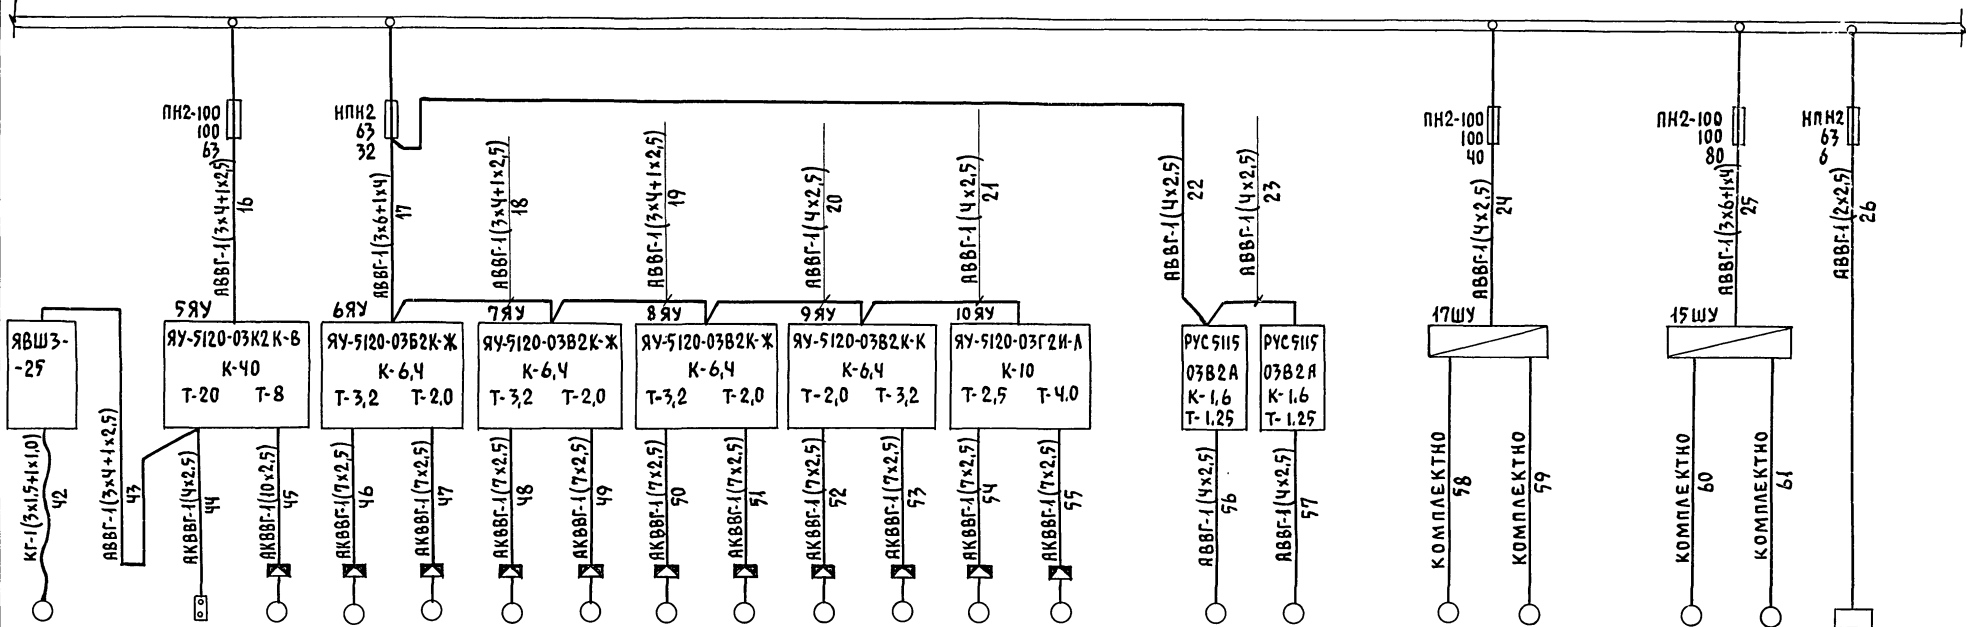 ПН2-100
100
63
АВВГ-1(3х4+1х2,5)
16
НПН2
63
32
АВВГ-1(3х6+1х4)
17
АВВГ-1(3х4+1х2,5)
18
АВВГ-1(3х4+1х2,5)
19
АВВГ-1(4х2,5)
20
АВВГ-1(4х2,5)
21
АВВГ-1(4х2,5)
22
АВВГ-1(4х2,5)
23
ПН2-100
100
40
АВВГ-1(4х2,5)
24
ПН2-100
100
80
АВВГ-1(3х6+1х4)
25
НПН2
63
6
АВВГ-1(2х2,5)
26
ЯВШ3-
-25
5ЯУ
ЯУ-5120-03К2К-В
К-40
Т-20 Т-8
6ЯУ
ЯУ-5120-03Б2К-Ж
К-6,4
Т-3,2 Т-2,0
7ЯУ
ЯУ-5120-03В2К-Ж
К-6,4
Т-3,2 Т-2,0
8ЯУ
ЯУ-5120-03В2К-Ж
К-6,4
Т-3,2 Т-2,0
9ЯУ
ЯУ-5120-03В2К-К
К-6,4
Т-2,0 Т-3,2
10ЯУ
ЯУ-5120-03Г2И-Л
К-10
Т-2,5 Т-4.0
РУС5115
03В2А
К-1,6
Т-1.25
РУС5115
03В2А
К-1.6
Т-1.25
17ШУ
15ШУ
КГ-1(3х1.5+1х1,0)
42
АВВГ-1(3х4+1х2,5)
43
АКВВГ-1(4х2,5)
44
АКВВГ-1(10х2,5)
45
АКВВГ-1(7х2,5)
46
АКВВГ-1(7х2,5)
47
АКВВГ-1(7х2,5)
48
АКВВГ-1(7х2,5)
49
АКВВГ-1(7х2,5)
50
АКВВГ-1(7х2,5)
51
АКВВГ-1(7х2,5)
52
АКВВГ-1(7х2,5)
53
АКВВГ-1(7х2,5)
54
АКВВГ-1(7х2,5)
55
АВВГ-1(4х2,5)
56
АВВГ-1(4х2,5)
57
КОМПЛЕКТНО
58
КОМПЛЕКТНО
59
КОМПЛЕКТНО
60
КОМПЛЕКТНО
61